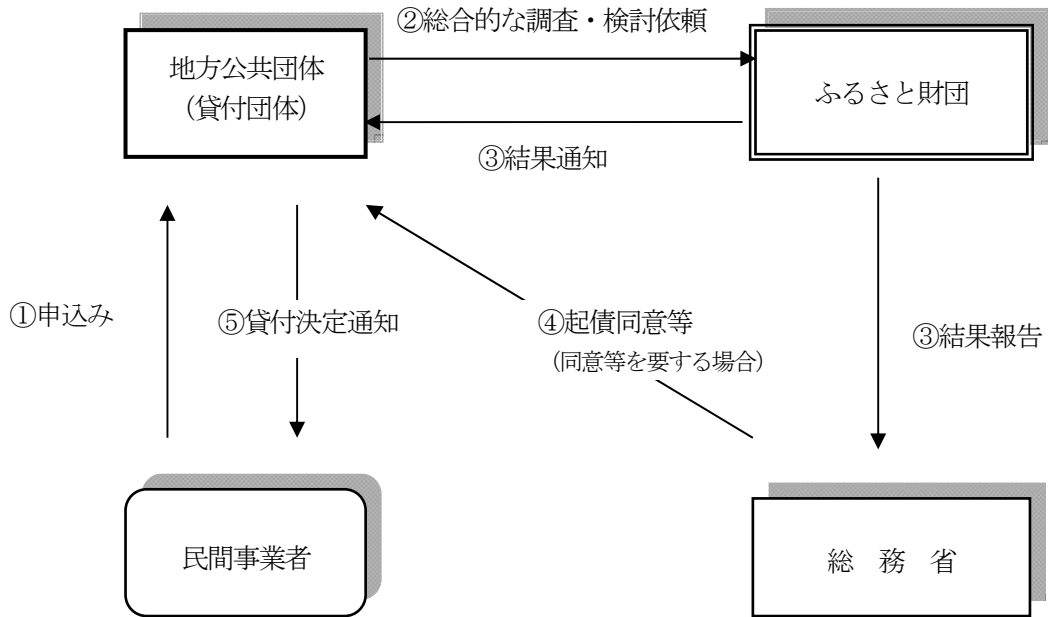 ②総合的な調査・検討依頼
地方公共団体
（貸付団体）
ふるさと財団
③結果通知
①申込み
⑤貸付決定通知
④起債同意等
（同意等を要する場合）
③結果報告
民間事業者
総　務　省